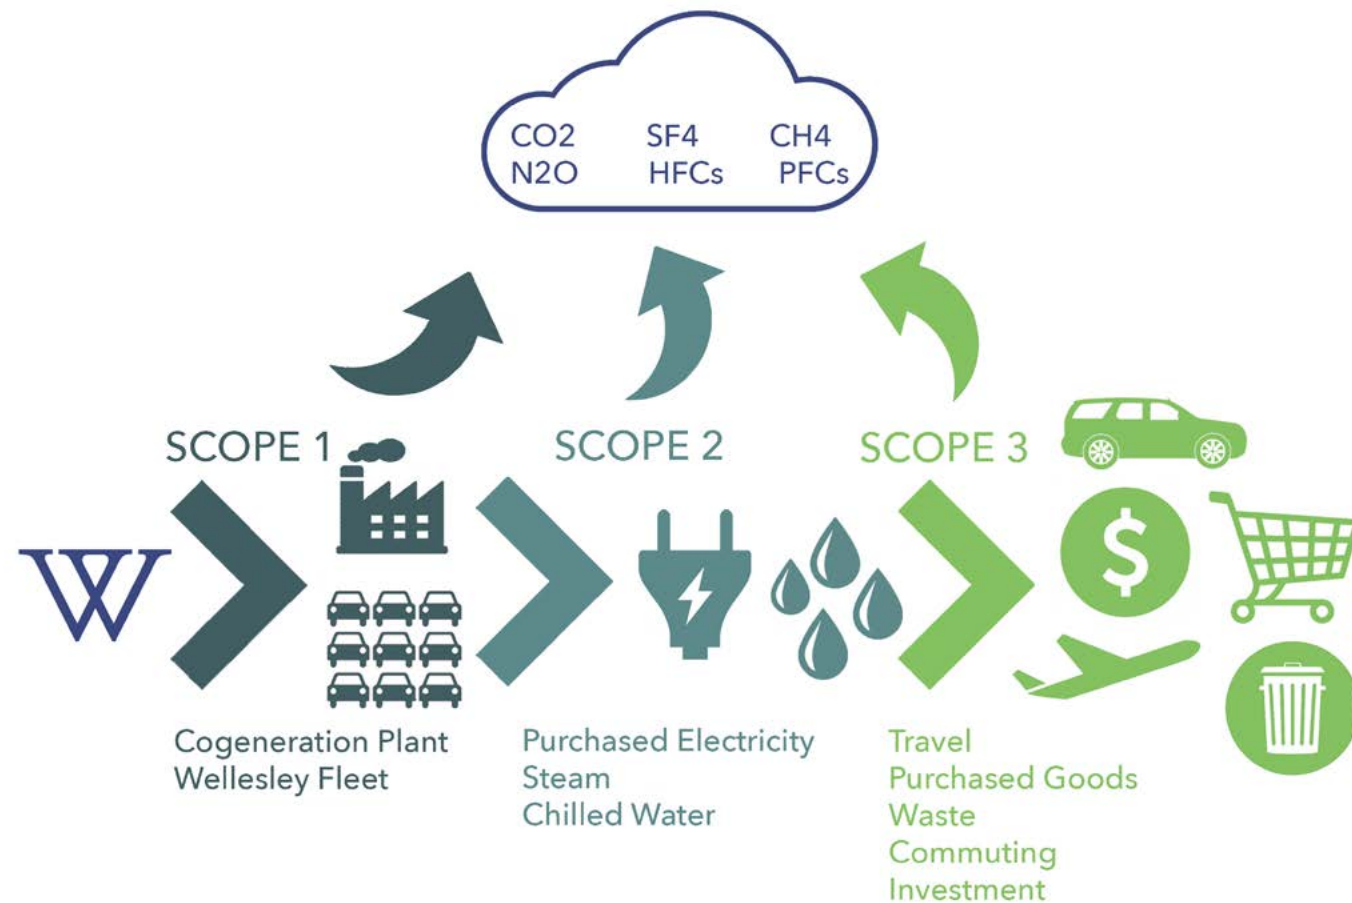 CO2 SF4 CH4
N2O HFCs PFCs
SCOPE 1
SCOPE 2
SCOPE 3
W
$
Cogeneration Plant
Wellesley Fleet
Purchased Electricity
Steam
Chilled Water
Travel
Purchased Goods
Waste
Commuting
Investment